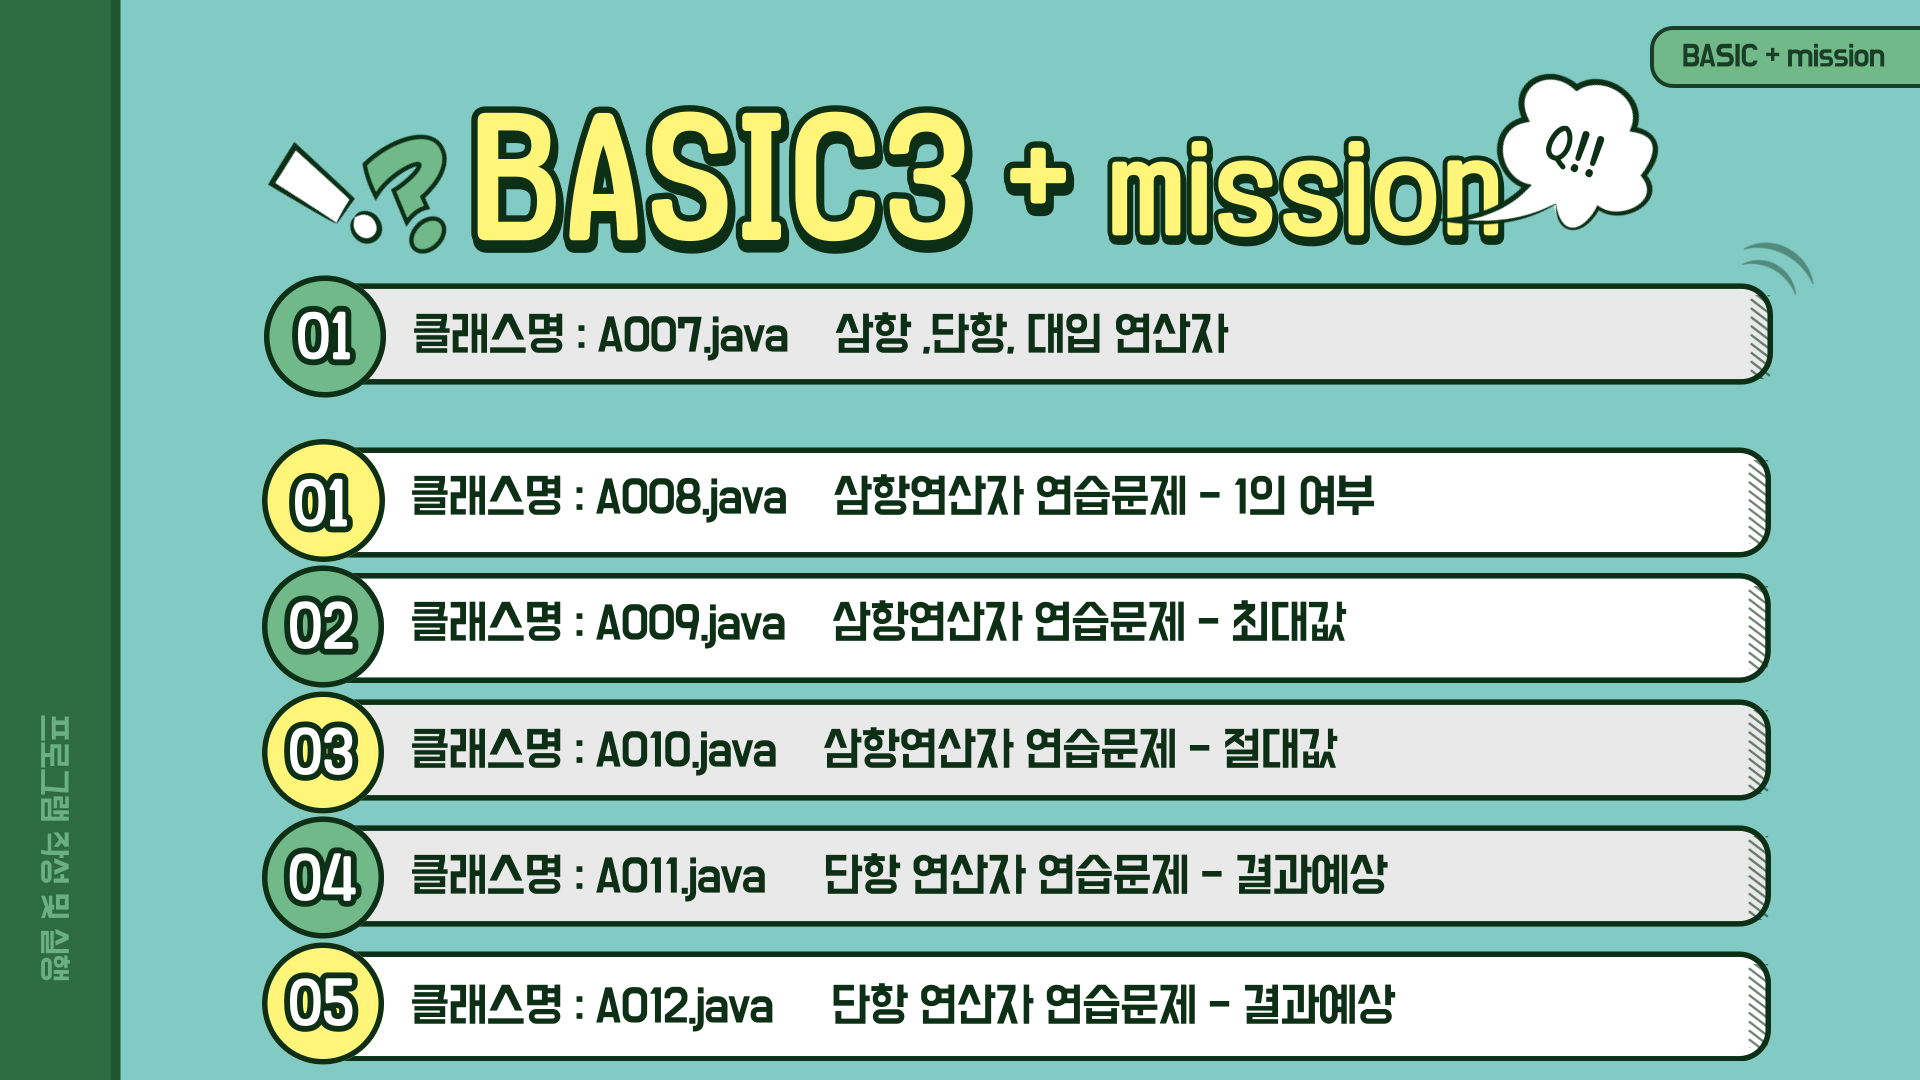 BASIC + mission
BASIC3 + mission
Q!!
01 클래스명 : A007.java 삼항 ,단항, 대입 연산자
01 클래스명 : A008.java 삼항연산자 연습문제 - 1의 여부
02 클래스명 : A009.java 삼항연산자 연습문제 - 최대값
03 클래스명 : A010.java 삼항연산자 연습문제 - 절대값
04 클래스명 : A011.java 단항 연산자 연습문제 - 결과예상
05 클래스명 : A012.java 단항 연산자 연습문제 - 결과예상
프로그램 작성 및 실행